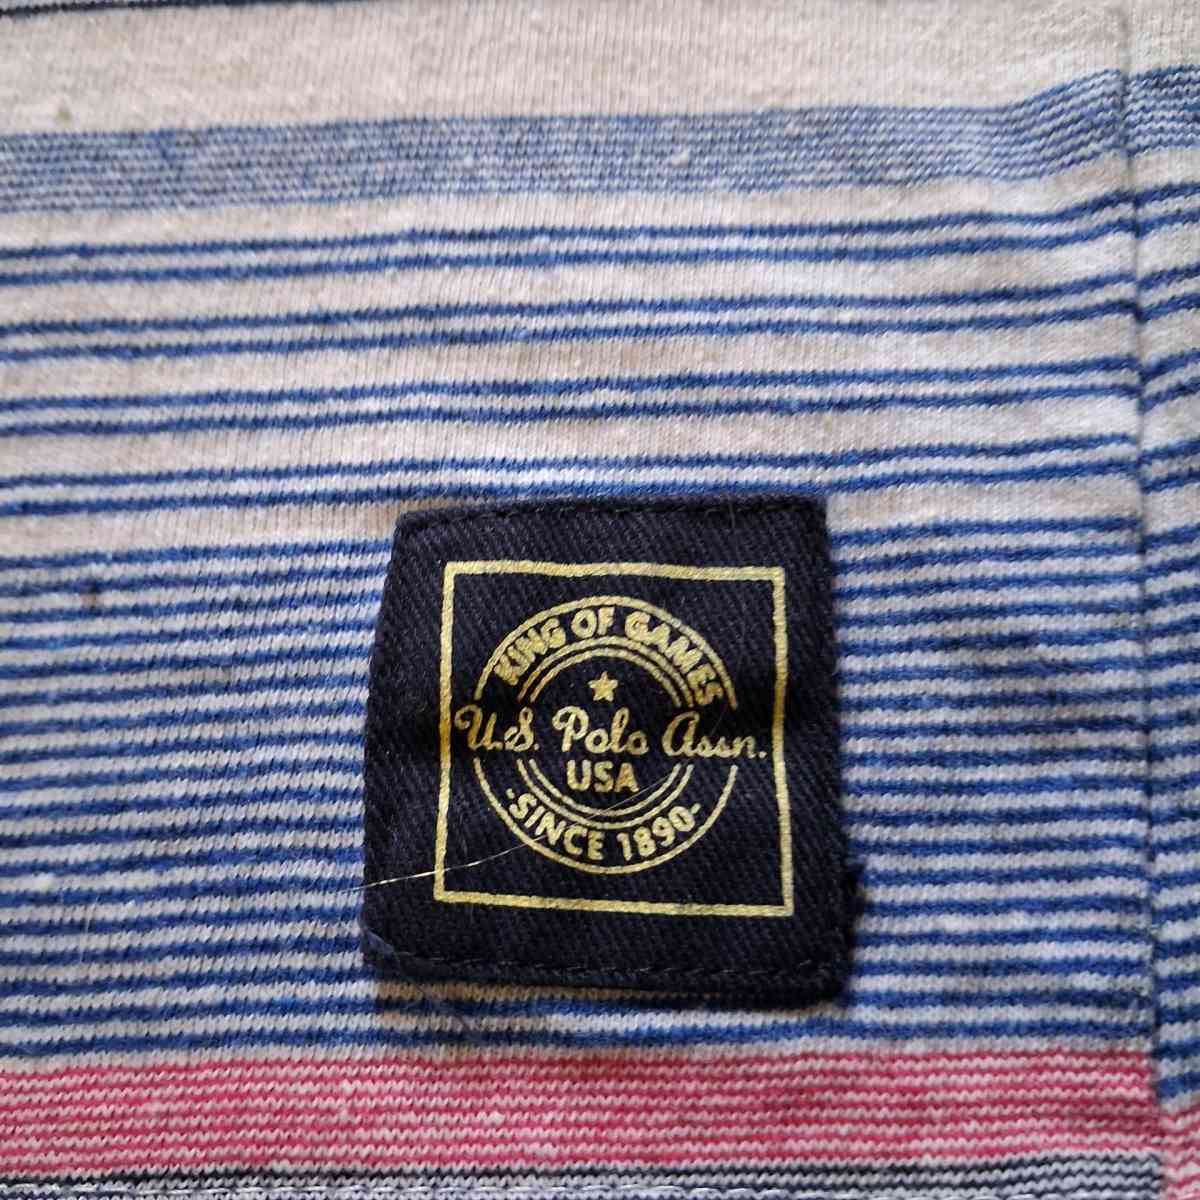 KING OF GAMES
U.S. Polo Assn.
USA
-SINCE 1890-